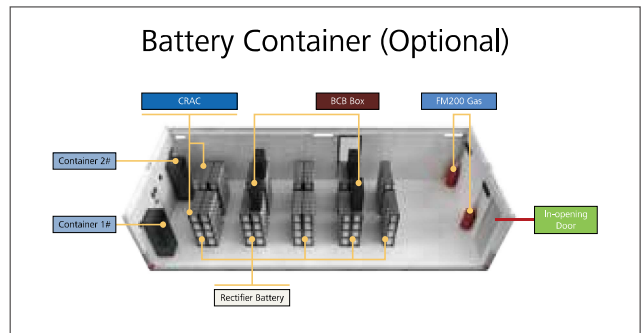 Battery Container (Optional)
CRAC
BCB Box
FM200 Gas
Container 2#
Container 1#
In-opening
Door
Rectifier Battery